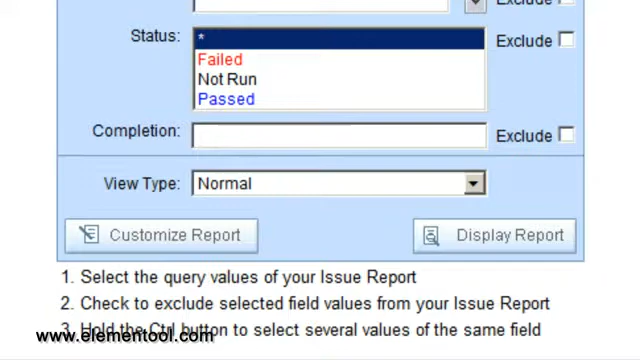 Exclude
Status:
*
Exclude
Failed
Not Run
Passed
Completion:
Exclude
View Type:
Normal
Customize Report
Display Report
1. Select the query values of your Issue Report
2. Check to exclude selected field values from your Issue Report
3. Hold the Ctrl button to select several values of the same field
www.elementool.com